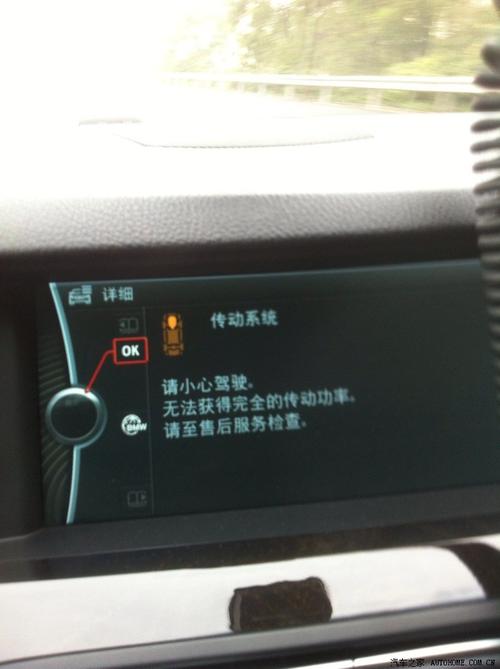 详细
传动系统
OK
请小心驾驶。
无法获得完全的传动功率。
请至售后服务检查。
BMW
汽车之家 AUTOHOME.COM.CN